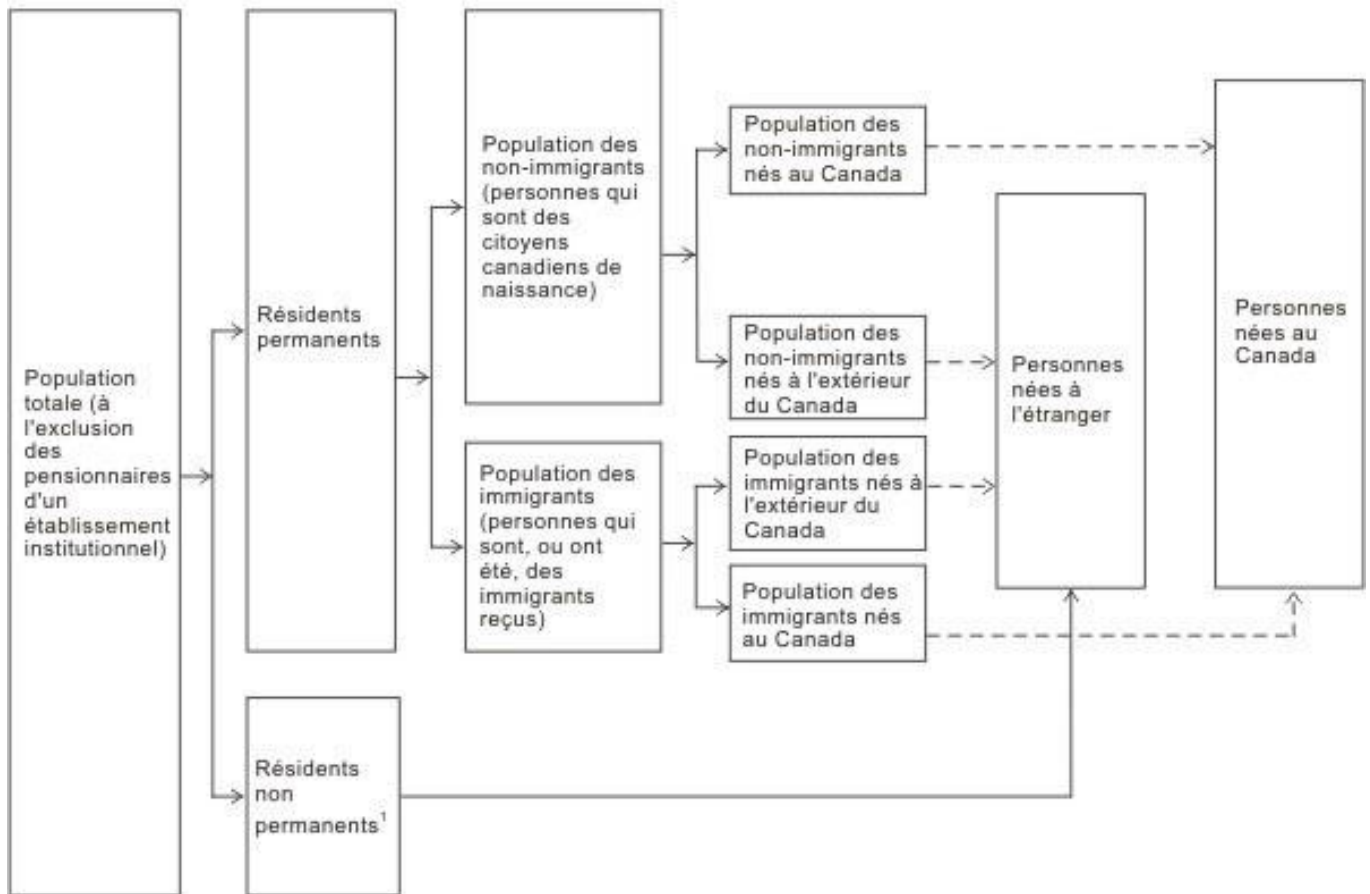 Population
totale (à
l'exclusion
des
pensionnaires
d'un
établissement
institutionnel)
Résidents
permanents
Résidents
non
permanents¹
Population des
non-immigrants
(personnes qui
sont des
citoyens
canadiens de
naissance)
Population des
immigrants
(personnes qui
sont, ou ont
été, des
immigrants
reçus)
Population des
non-immigrants
nés au Canada
Population des
non-immigrants
nés à l'extérieur
du Canada
Population des
immigrants nés à
l'extérieur du
Canada
Population des
immigrants nés
au Canada
Personnes
nées à
l'étranger
Personnes
nées au
Canada